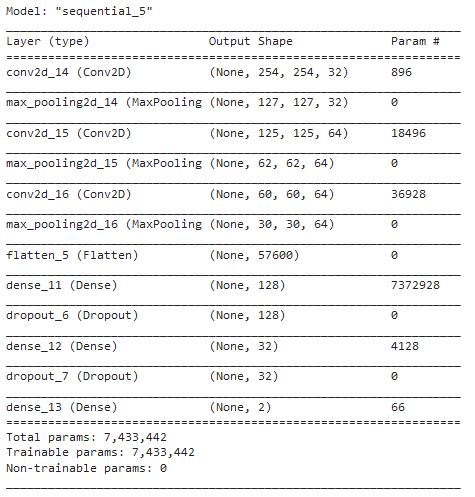 Model: "sequential_5"
Layer (type) Output Shape Param #
conv2d_14 (Conv2D) (None, 254, 254, 32) 896
max_pooling2d_14 (MaxPooling (None, 127, 127, 32) 0
conv2d_15 (Conv2D) (None, 125, 125, 64) 18496
max_pooling2d_15 (MaxPooling (None, 62, 62, 64) 0
conv2d_16 (Conv2D) (None, 60, 60, 64) 36928
max_pooling2d_16 (MaxPooling (None, 30, 30, 64) 0
flatten_5 (Flatten) (None, 57600) 0
dense_11 (Dense) (None, 128) 7372928
dropout_6 (Dropout) (None, 128) 0
dense_12 (Dense) (None, 32) 4128
dropout_7 (Dropout) (None, 32) 0
dense_13 (Dense) (None, 2) 66
Total params: 7,433,442
Trainable params: 7,433,442
Non-trainable params: 0